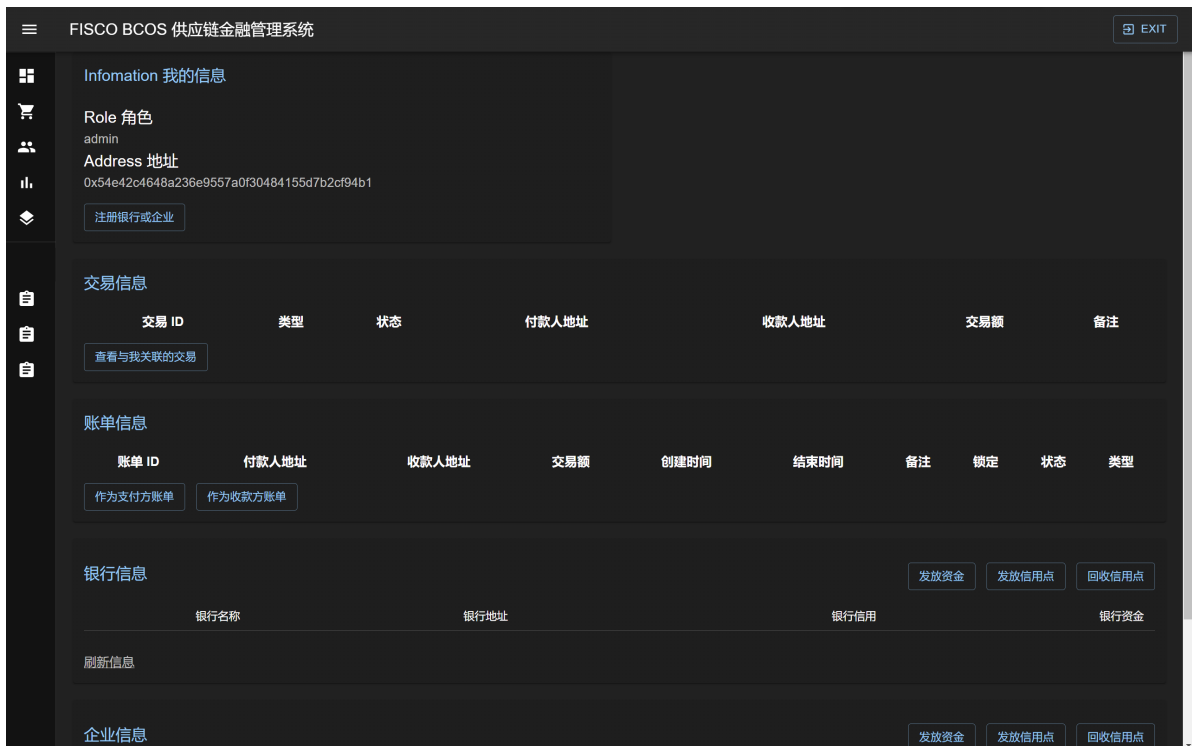 FISCO BCOS 供应链金融管理系统 EXIT
Infomation 我的信息
Role 角色
admin
Address 地址
0x54e42c4648a236e9557a0f30484155d7b2cf94b1
注册银行或企业
交易信息
交易 ID 类型 状态 付款人地址 收款人地址 交易额 备注
查看与我关联的交易
账单信息
账单 ID 付款人地址 收款人地址 交易额 创建时间 结束时间 备注 锁定 状态 类型
作为支付方账单 作为收款方账单
银行信息 发放资金 发放信用点 回收信用点
银行名称 银行地址 银行信用 银行资金
刷新信息
企业信息 发放资金 发放信用点 回收信用点